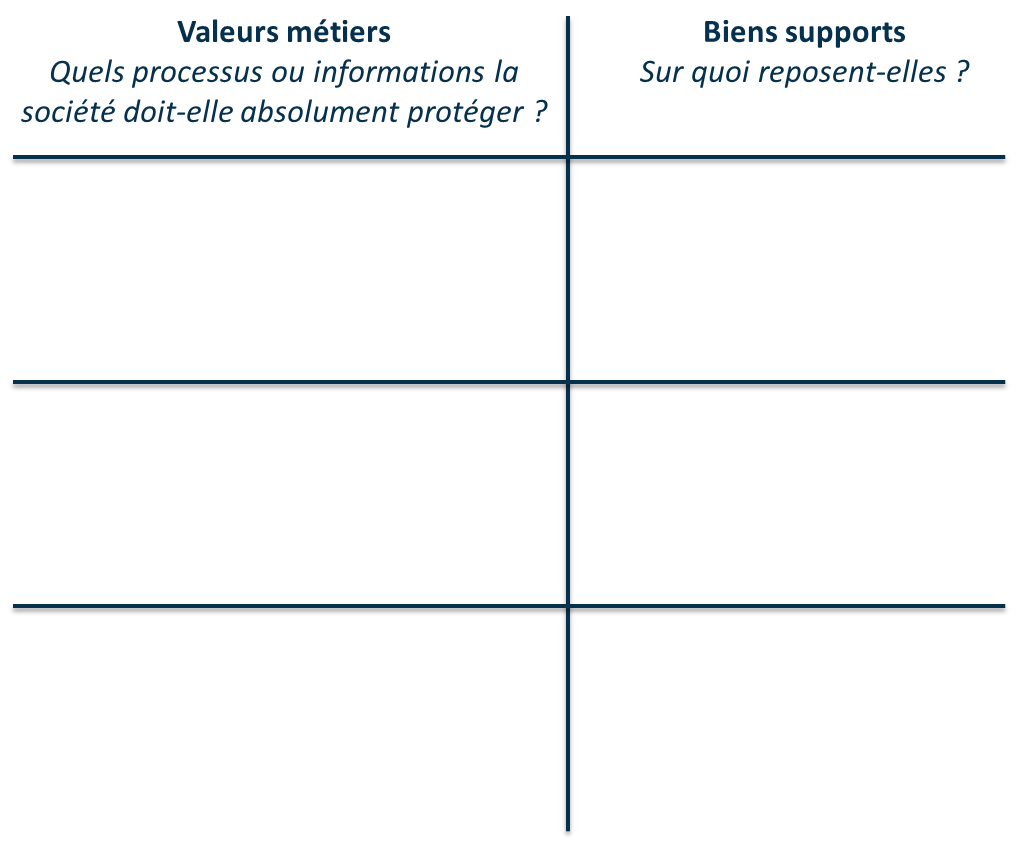 Valeurs métiers
Quels processus ou informations la
société doit-elle absolument protéger ?
Biens supports
Sur quoi reposent-elles ?